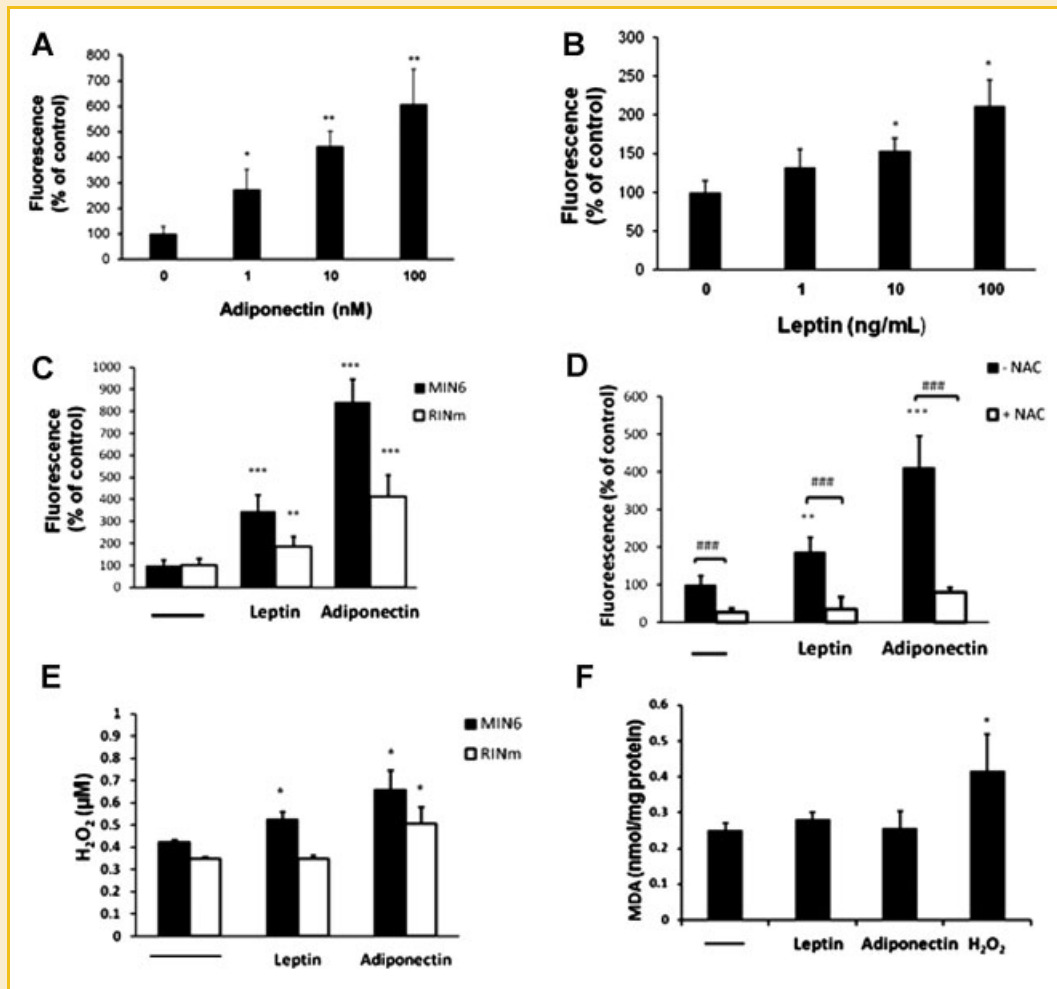 A
Fluorescence
(% of control)
800
700
600
500
400
300
200
100
0
*
**
**
0 1 10 100
Adiponectin (nM)
B
Fluorescence
(% of control)
300
250
200
150
100
50
0
*
*
0 1 10 100
Leptin (ng/mL)
C
Fluorescence
(% of control)
1000
900
800
700
600
500
400
300
200
100
0
***
**
***
***
MIN6
RINm
Leptin Adiponectin
D
Fluoreescence (% of control)
600
500
400
300
200
100
0
###
**
###
***
###
- NAC
+ NAC
Leptin Adiponectin
E
H₂O₂ (µM)
1
0.9
0.8
0.7
0.6
0.5
0.4
0.3
0.2
0.1
0
*
*
*
MIN6
RINm
Leptin Adiponectin
F
MDA (nmol/mg protein)
0.6
0.5
0.4
0.3
0.2
0.1
0
*
Leptin Adiponectin H₂O₂